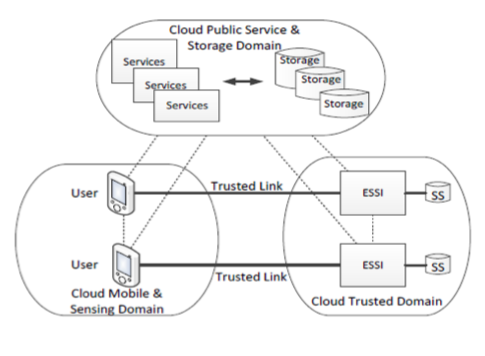 Cloud Public Service &
Storage Domain
Services
Services
Services
Storage
Storage
Storage
User
Trusted Link
ESSI
SS
User
Trusted Link
ESSI
SS
Cloud Mobile &
Sensing Domain
Cloud Trusted Domain